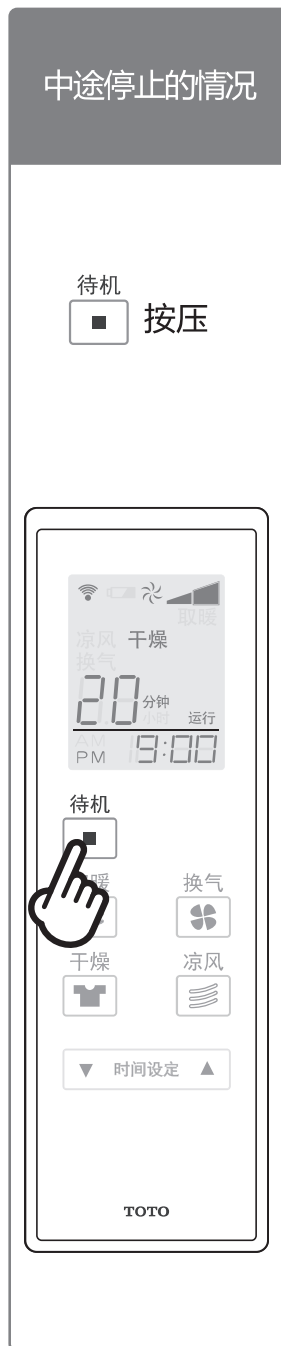 中途停止的情况
待机
■ 按压
取暖
凉风 干燥
换气
20 分钟
小时 运行
AM
PM 9:00
待机
暖 换气
干燥 凉风
▼ 时间设定 ▲
TOTO